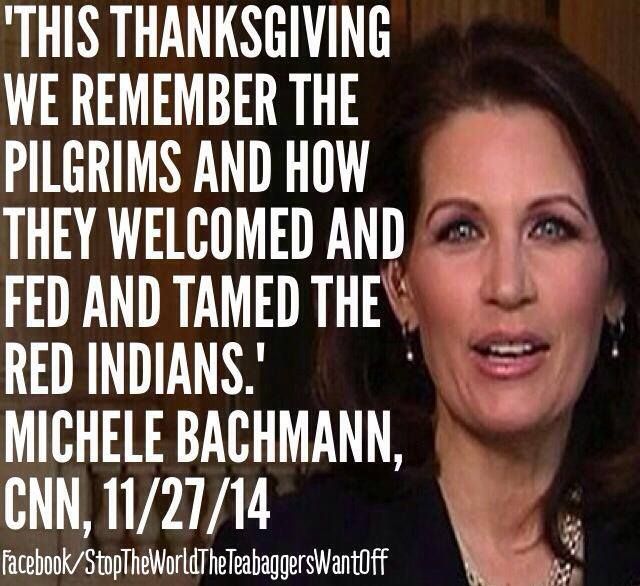 'THIS THANKSGIVING
WE REMEMBER THE
PILGRIMS AND HOW
THEY WELCOMED AND
FED AND TAMED THE
RED INDIANS.'
MICHELE BACHMANN,
CNN, 11/27/14
Facebook/StopTheWorldTheTeabaggersWantOff